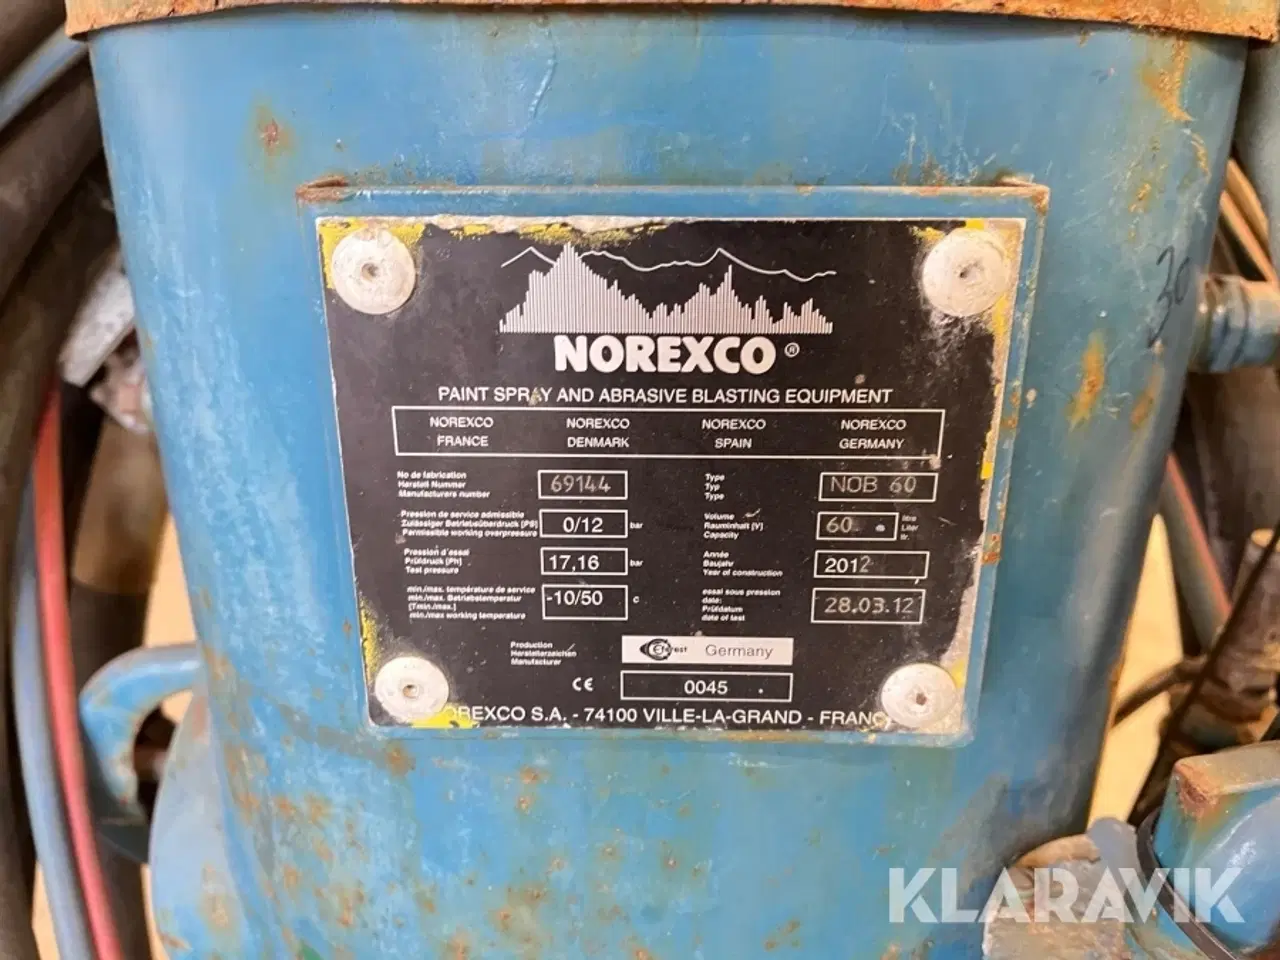 NOREXCO ®
PAINT SPRAY AND ABRASIVE BLASTING EQUIPMENT
NOREXCO FRANCE
NOREXCO DENMARK
NOREXCO SPAIN
NOREXCO GERMANY
No de fabrication
Herstell Nummer
Manufacturers number
69144
Type
Typ
Type
NOB 60
Pression de service admissible
Zulässiger Betriebsüberdruck [PS]
Permissible working overpressure
0/12 bar
Volume
Rauminhalt [V]
Capacity
60.
litre
Liter
ltr.
Pression d'essai
Prüfdruck [Ph]
Test pressure
17,16 bar
Année
Baujahr
Year of construction
2012
min./max. température de service
min./max. Betriebstemperatur
[Tmin./max.]
min./max working temperature
-10/50 c
essai sous pression
date:
Prüfdatum
date of test
28.03.12
Production
Herstellerzeichen
Manufacturer
Germany
CE 0045
OREXCO S.A. - 74100 VILLE-LA-GRAND - FRANC
30
KLARAVIK